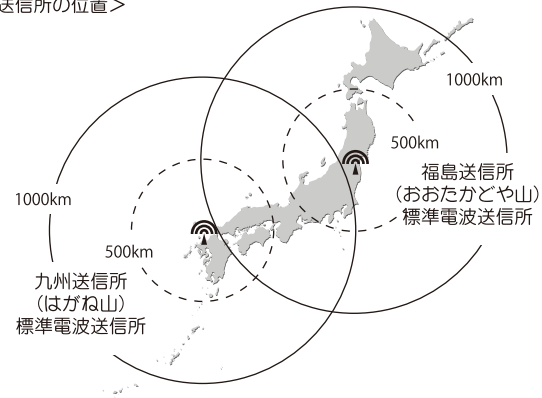 送信所の位置＞
1000km
500km
福島送信所
（おおたかどや山）
標準電波送信所
1000km
500km
九州送信所
（はがね山）
標準電波送信所